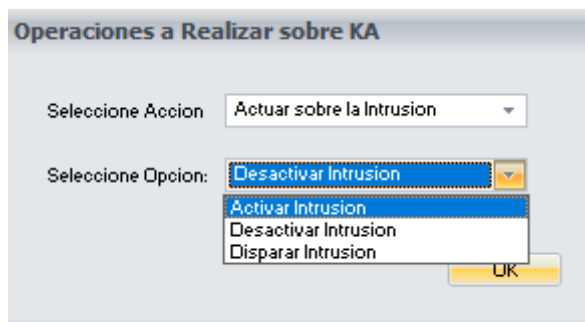 Operaciones a Realizar sobre KA
Seleccione Accion Actuar sobre la Intrusion
Seleccione Opcion: Desactivar Intrusion
Activar Intrusion
Desactivar Intrusion
Disparar Intrusion
OK